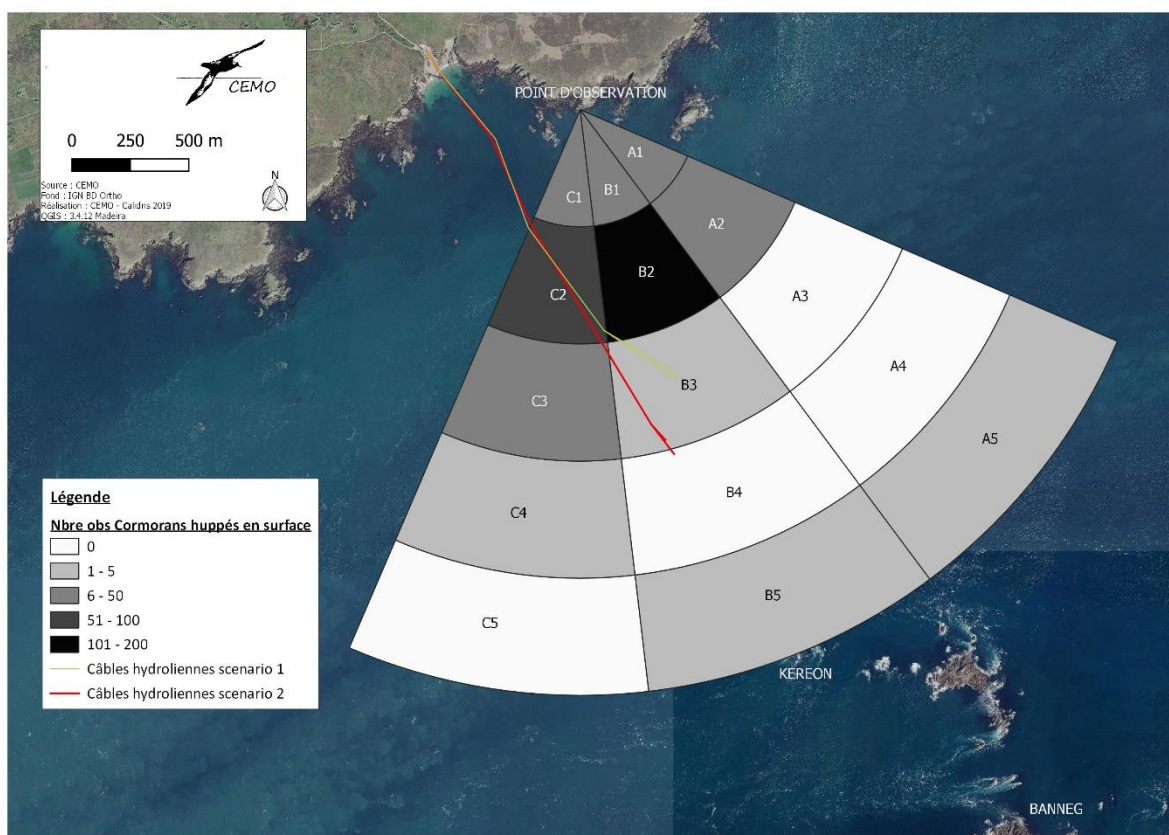 CEMO
0 250 500 m
Source : CEMO
Fond : IGN BD Ortho
Réalisation : CEMO - Calidris 2019
QGIS : 3.4.12 Madeira
N
POINT D'OBSERVATION
A1
B1
C1
A2
B2
C2
A3
B3
C3
A4
B4
C4
A5
B5
C5
Légende
Nbre obs Cormorans huppés en surface
0
1 - 5
6 - 50
51 - 100
101 - 200
Câbles hydroliennes scenario 1
Câbles hydroliennes scenario 2
KEREON
BANNEG